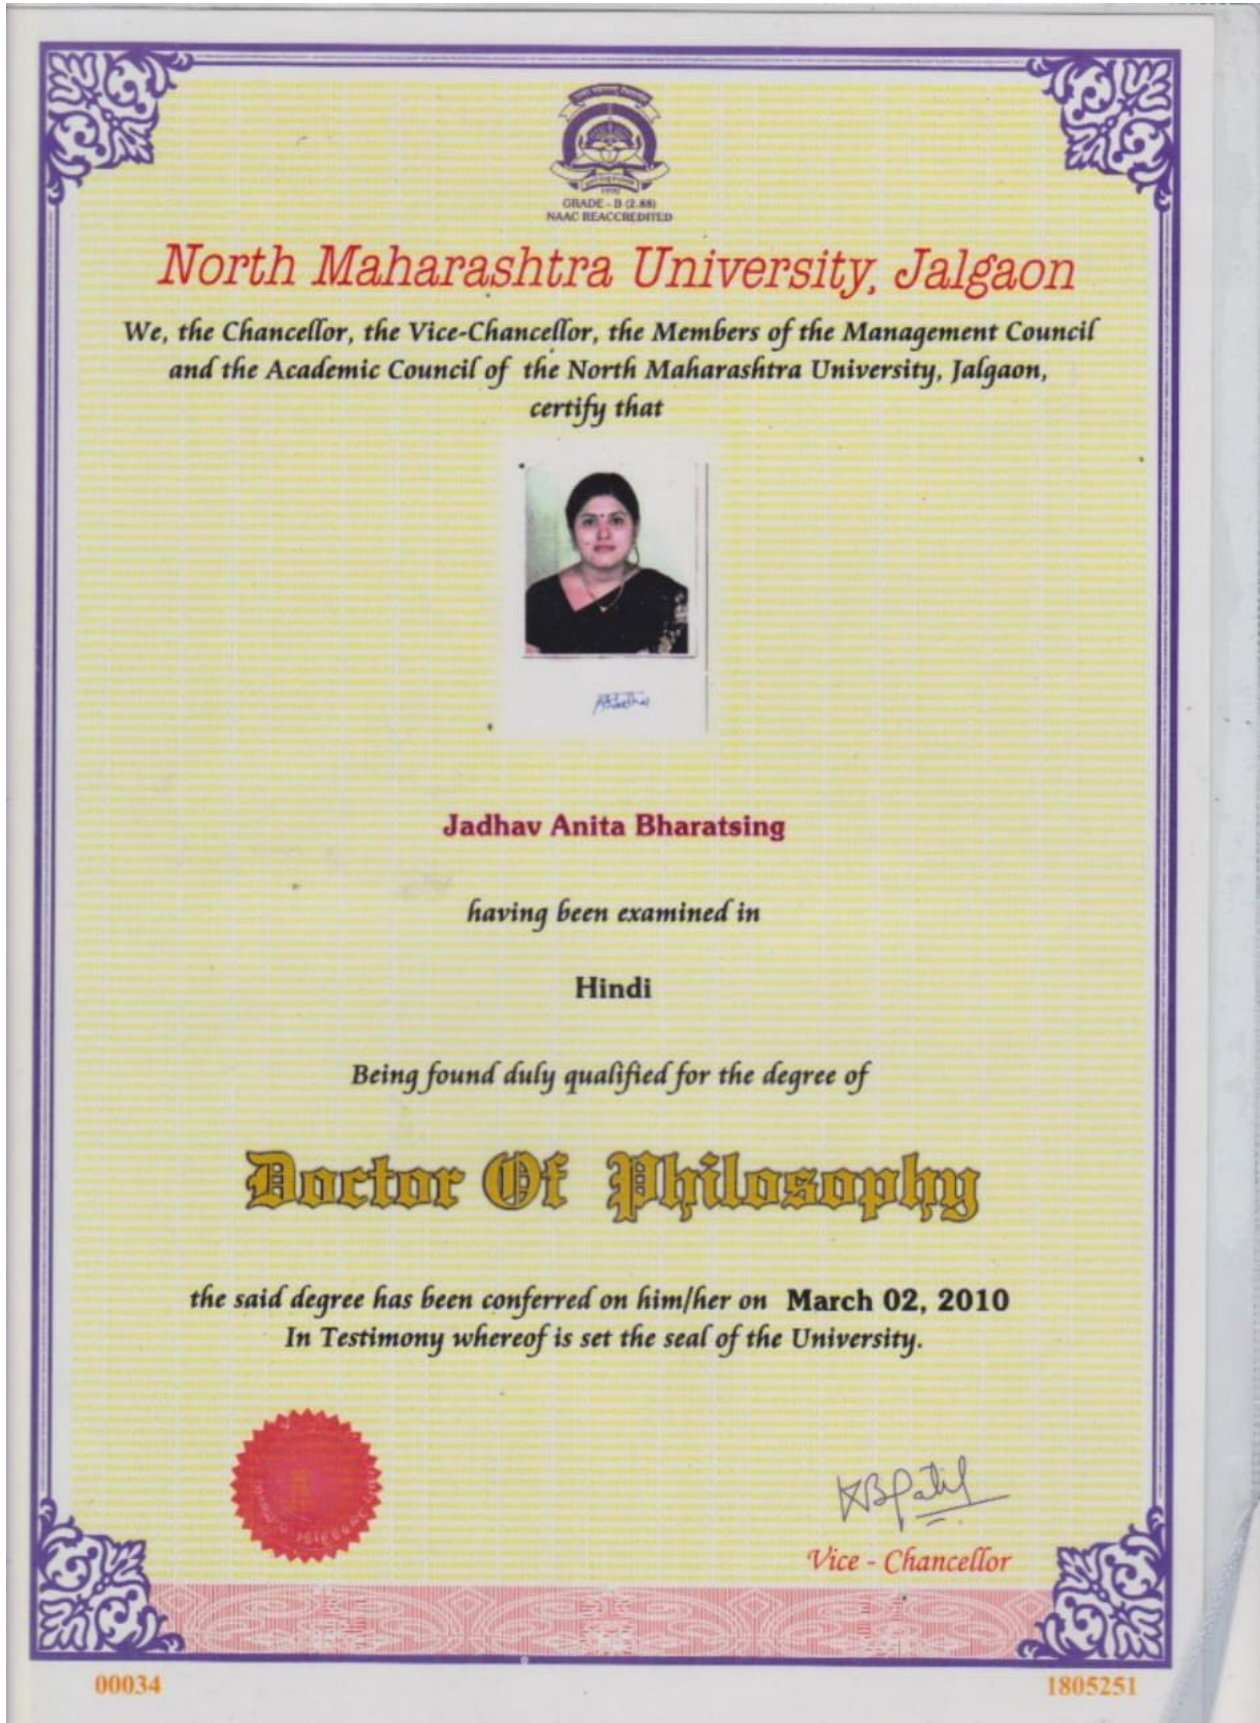 1990
GRADE - B (2.88)
NAAC REACCREDITED
North Maharashtra University, Jalgaon
We, the Chancellor, the Vice-Chancellor, the Members of the Management Council
and the Academic Council of the North Maharashtra University, Jalgaon,
certify that
Jadhav Anita Bharatsing
having been examined in
Hindi
Being found duly qualified for the degree of
Doctor Of Philosophy
the said degree has been conferred on him/her on March 02, 2010
In Testimony whereof is set the seal of the University.
KBPatil
Vice - Chancellor
00034
1805251